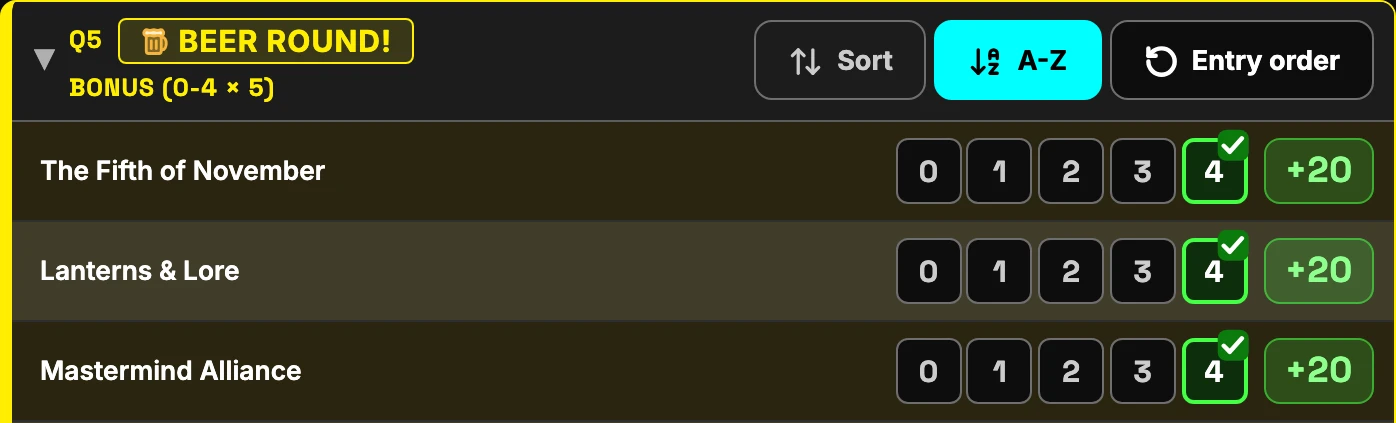 Q5 🍺 BEER ROUND!
BONUS (0-4 × 5)
Sort A-Z Entry order
The Fifth of November 0 1 2 3 4 +20
Lanterns & Lore 0 1 2 3 4 +20
Mastermind Alliance 0 1 2 3 4 +20